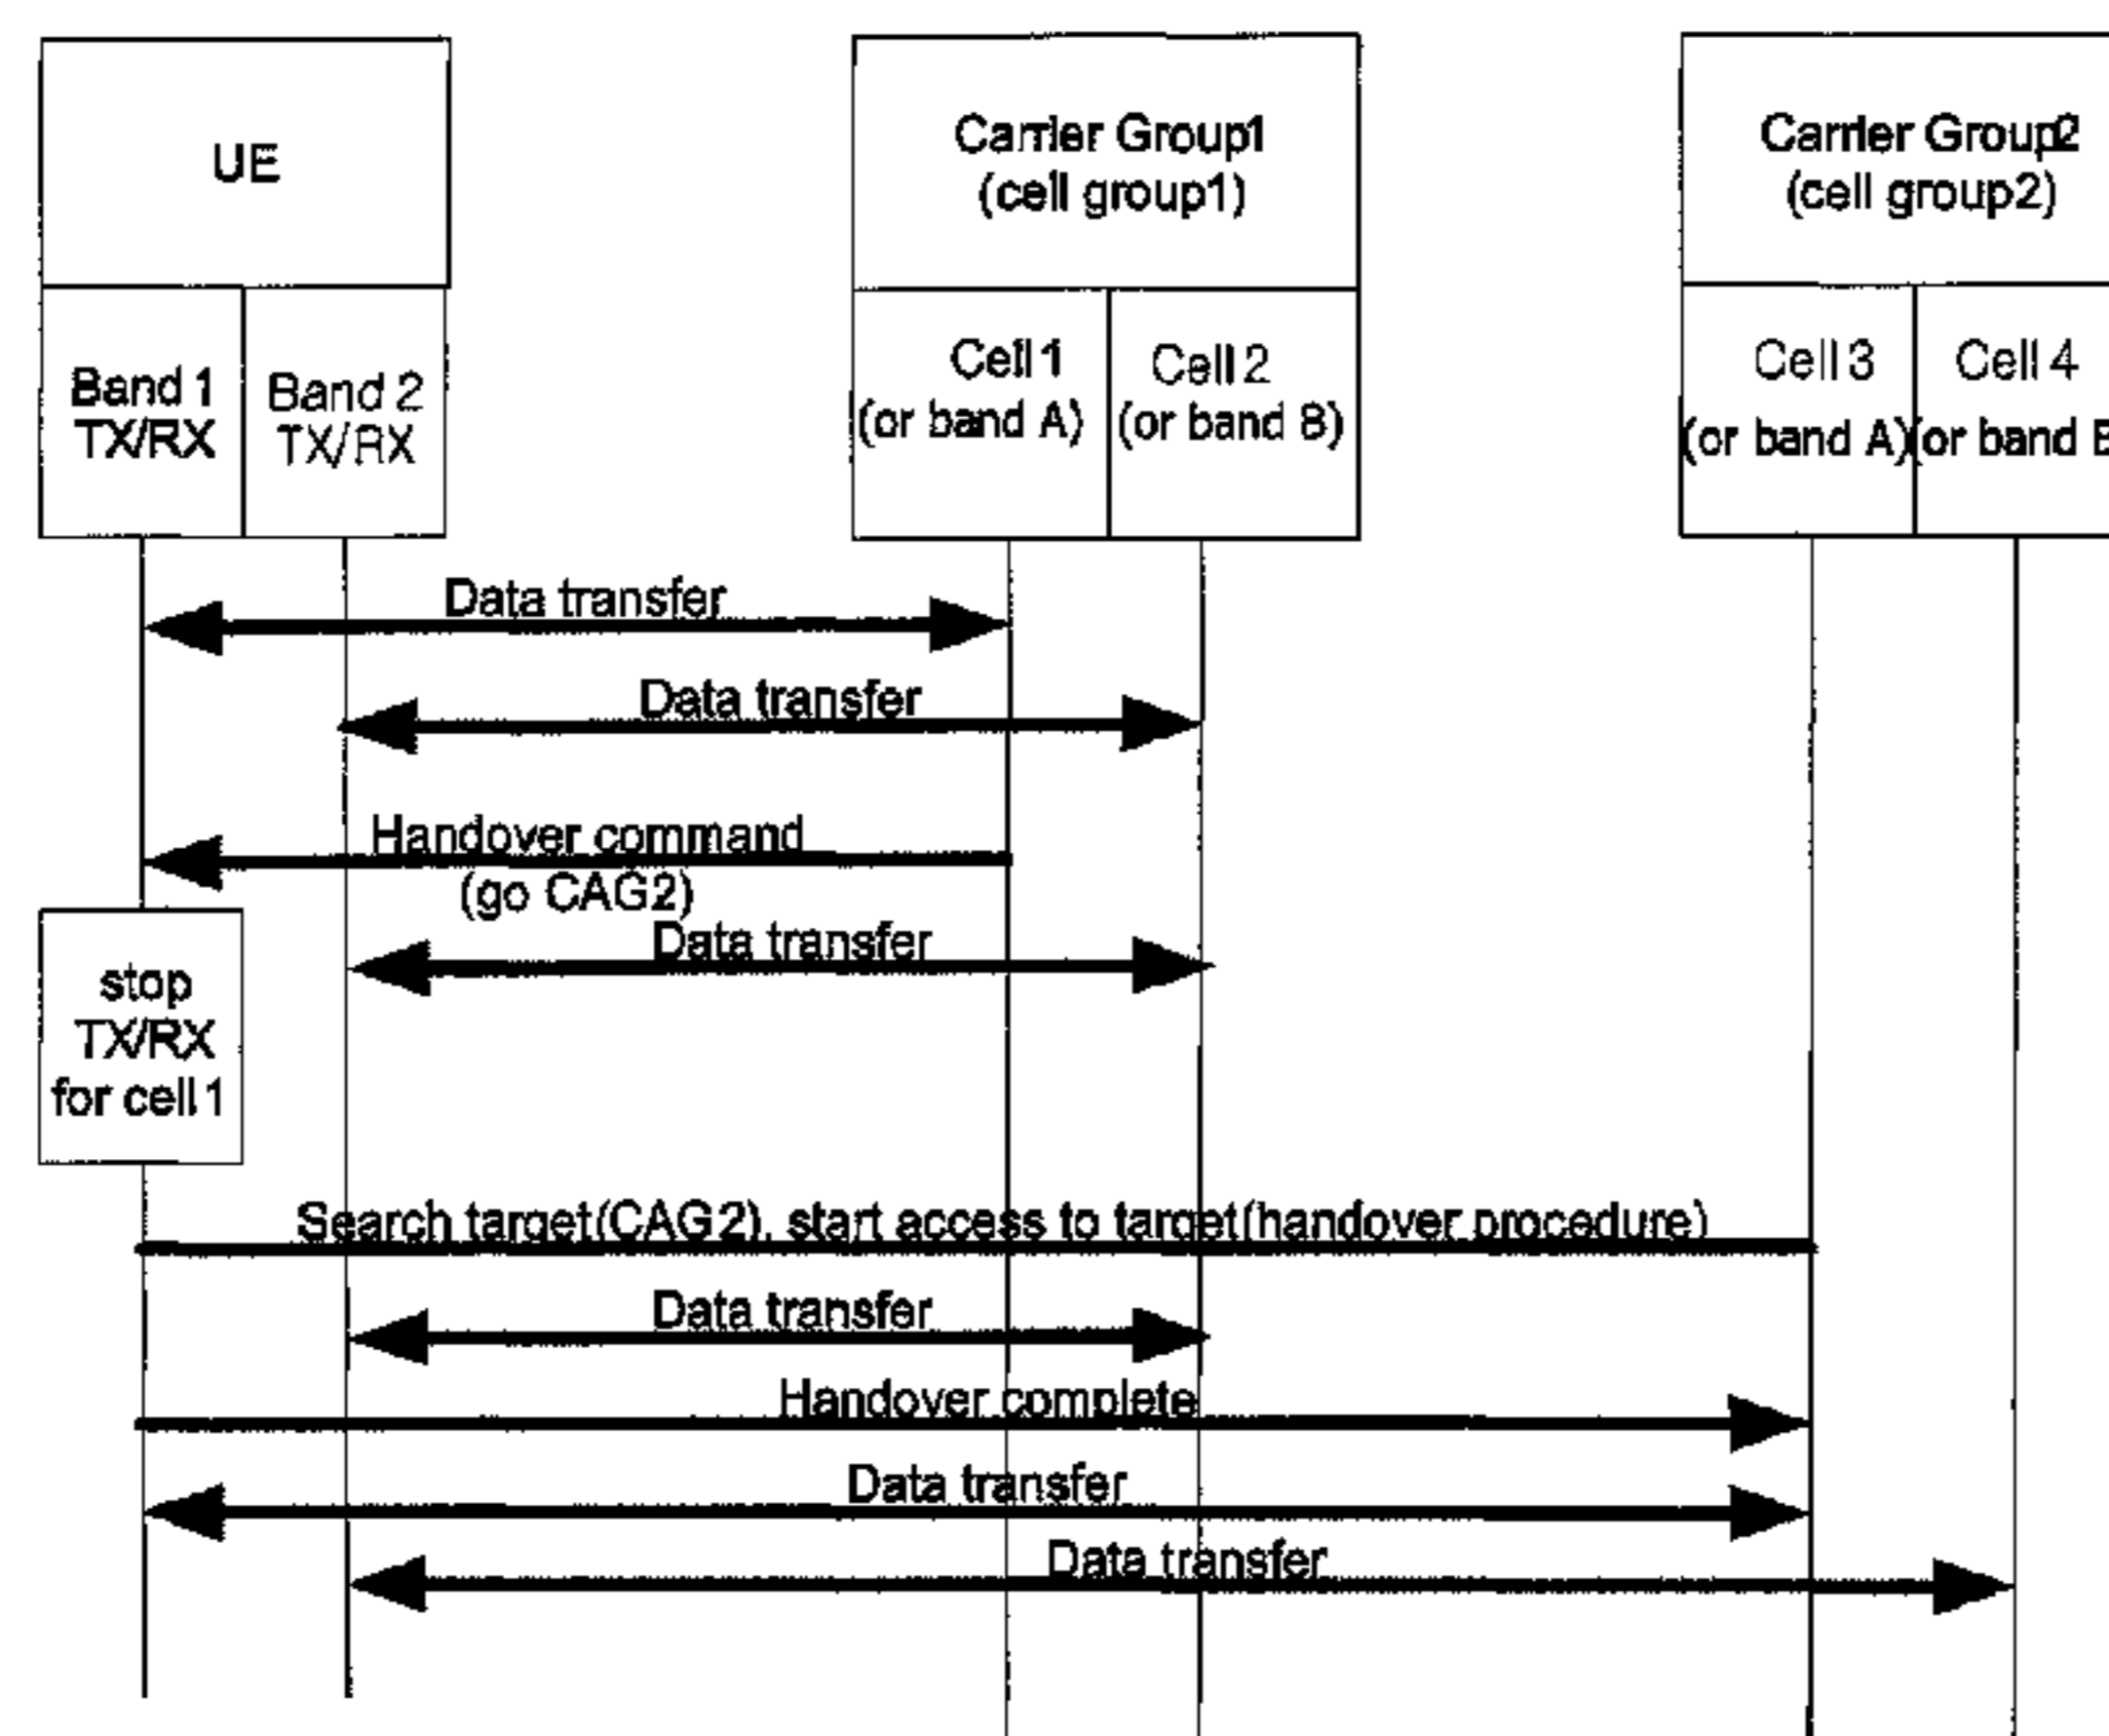 UE
Carrier Group1
(cell group1)
Carrier Group2
(cell group2)
Band 1
TX/RX
Band 2
TX/RX
Cell 1
(or band A)
Cell 2
(or band B)
Cell 3
(or band A)
Cell 4
(or band B
Data transfer
Data transfer
Handover command
(go CAG2)
Data transfer
stop
TX/RX
for cell 1
Search target(CAG2), start access to target(handover procedure)
Data transfer
Handover complete
Data transfer
Data transfer